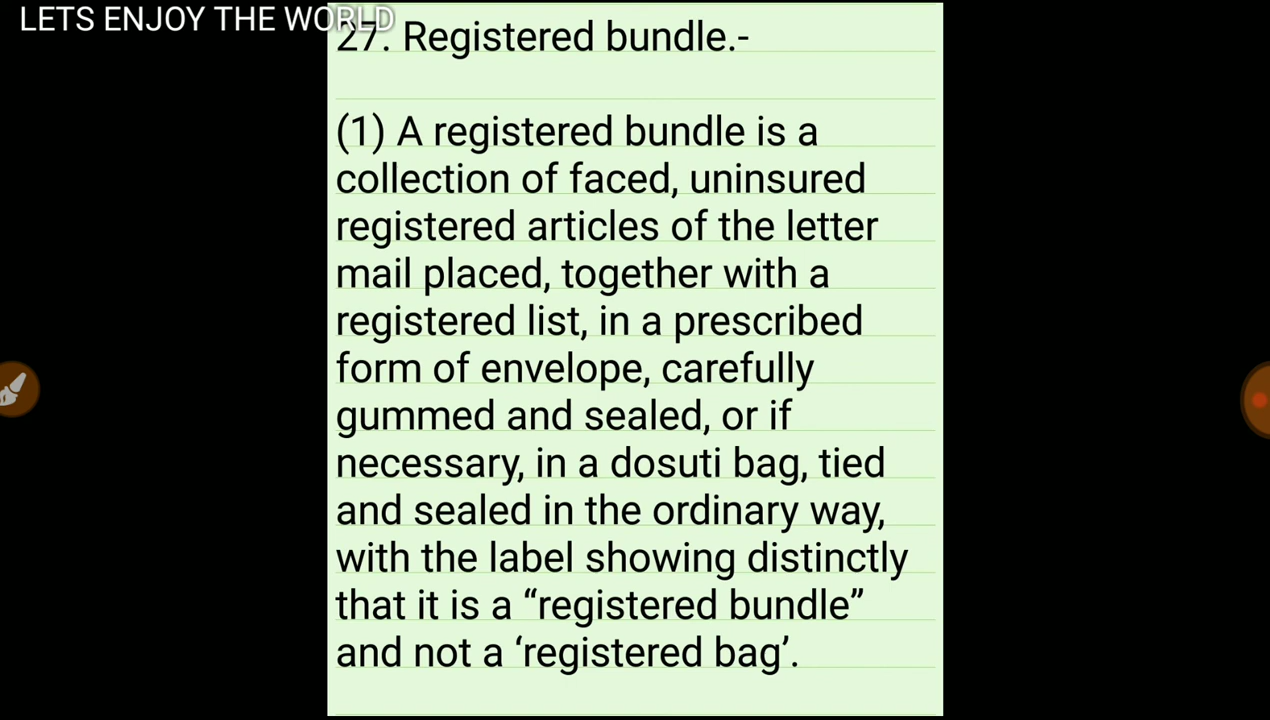 LETS ENJOY THE WORLD
27. Registered bundle.-
(1) A registered bundle is a
collection of faced, uninsured
registered articles of the letter
mail placed, together with a
registered list, in a prescribed
form of envelope, carefully
gummed and sealed, or if
necessary, in a dosuti bag, tied
and sealed in the ordinary way,
with the label showing distinctly
that it is a “registered bundle”
and not a ‘registered bag’.